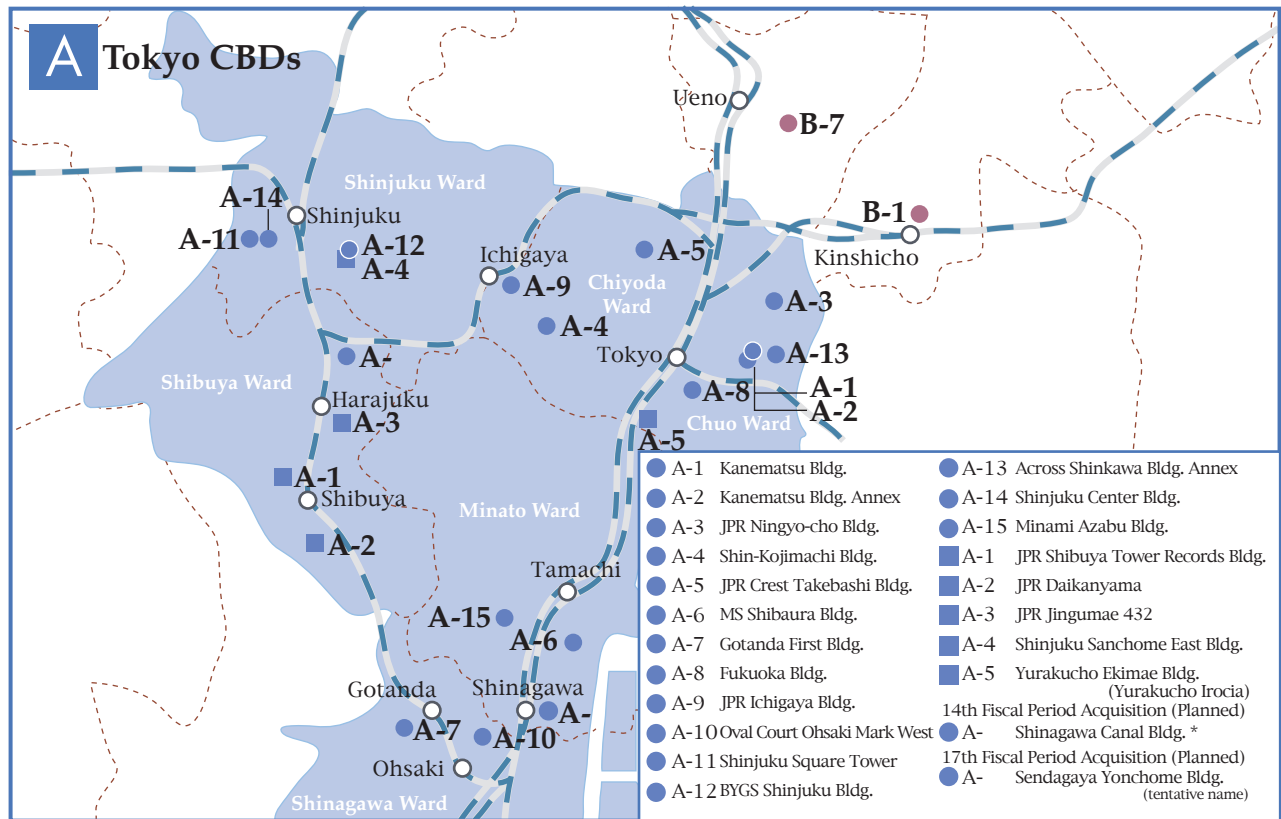 A Tokyo CBDs
Ueno
B-7
Shinjuku Ward
A-14
Shinjuku
B-1
A-11
A-12
A-4
Ichigaya
A-5
Kinshicho
A-9
Chiyoda
Ward
A-3
A-4
Tokyo
A-13
A-
Shibuya Ward
A-8
A-1
A-2
Harajuku
A-3
Chuo Ward
A-5
A-1
Shibuya
Minato Ward
A-2
Tamachi
A-15
A-6
Gotanda
Shinagawa
A-
A-7
A-10
Ohsaki
Shinagawa Ward
A-1 Kanematsu Bldg.
A-2 Kanematsu Bldg. Annex
A-3 JPR Ningyo-cho Bldg.
A-4 Shin-Kojimachi Bldg.
A-5 JPR Crest Takebashi Bldg.
A-6 MS Shibaura Bldg.
A-7 Gotanda First Bldg.
A-8 Fukuoka Bldg.
A-9 JPR Ichigaya Bldg.
A-10 Oval Court Ohsaki Mark West
A-11 Shinjuku Square Tower
A-12 BYGS Shinjuku Bldg.
A-13 Across Shinkawa Bldg. Annex
A-14 Shinjuku Center Bldg.
A-15 Minami Azabu Bldg.
A-1 JPR Shibuya Tower Records Bldg.
A-2 JPR Daikanyama
A-3 JPR Jingumae 432
A-4 Shinjuku Sanchome East Bldg.
A-5 Yurakucho Ekimae Bldg.
(Yurakucho Irocia)
14th Fiscal Period Acquisition (Planned)
A- Shinagawa Canal Bldg. *
17th Fiscal Period Acquisition (Planned)
A- Sendagaya Yonchome Bldg.
(tentative name)